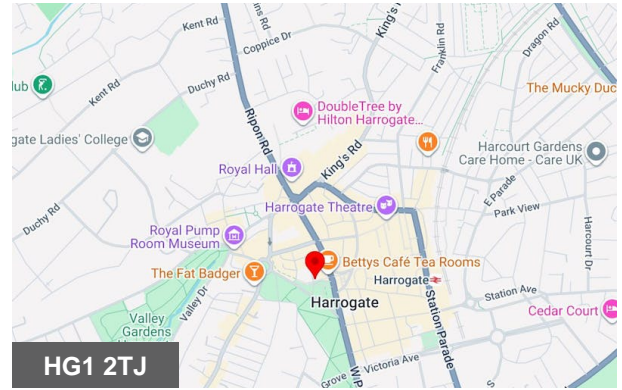 Kent Rd
Coppice Dr
King's Rd
Franklin Rd
Dragon Rd
lub
Kent Rd
Duchy Rd
Ripon Rd
DoubleTree by
Hilton Harrogate...
The Mucky Duc
gate Ladies' College
King's Rd
Harcourt Gardens
Care Home - Care UK
Royal Hall
E Parade
Duchy Rd
Harrogate Theatre
Park View
Royal Pump
Room Museum
Harcourt Dr
The Fat Badger
Bettys Café Tea Rooms
Harrogate
Valley Dr
Station Parade
Station Ave
Harrogate
Valley
Gardens
Cedar Court
Victoria Ave
Grove
W P
HG1 2TJ